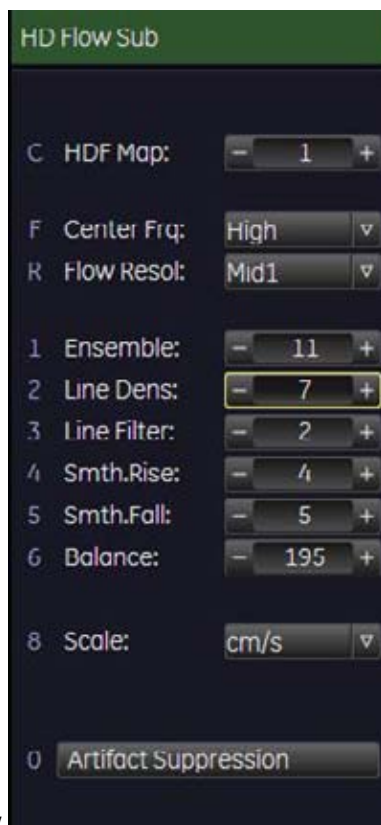 HD Flow Sub
C HDF Map: - 1 +
F Center Frq: High
R Flow Resol: Mid1
1 Ensemble: - 11 +
2 Line Dens: - 7 +
3 Line Filter: - 2 +
4 Smth.Rise: - 4 +
5 Smth.Fall: - 5 +
6 Balance: - 195 +
8 Scale: cm/s
0 Artifact Suppression